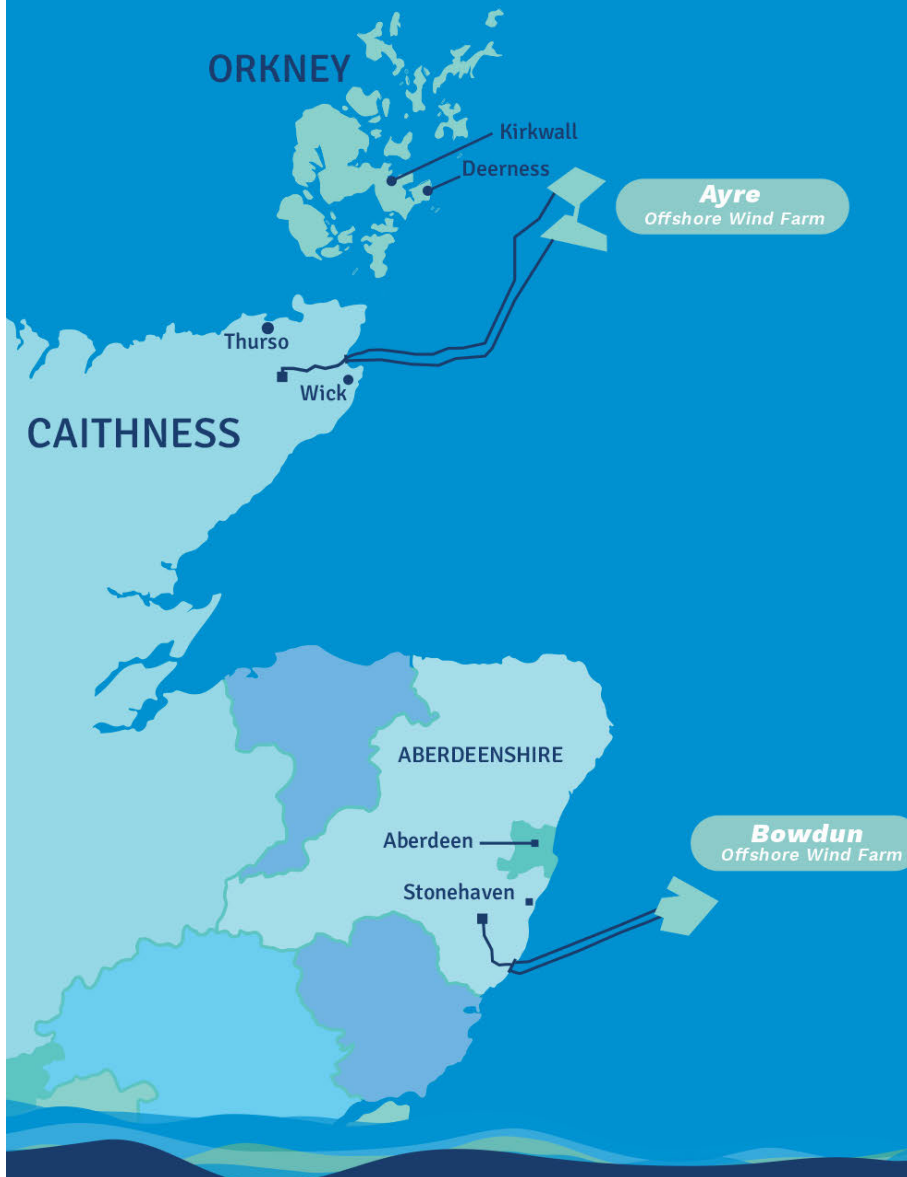 ORKNEY
Kirkwall
Deerness
Ayre
Offshore Wind Farm
Thurso
Wick
CAITHNESS
ABERDEENSHIRE
Aberdeen
Bowdun
Offshore Wind Farm
Stonehaven